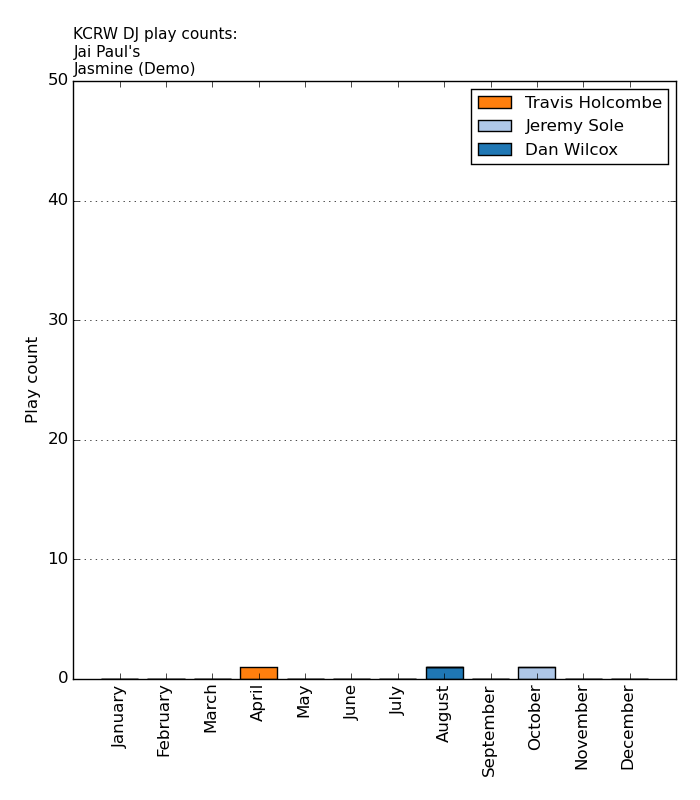 KCRW DJ play counts:
Jai Paul's
Jasmine (Demo)
Travis Holcombe
Jeremy Sole
Dan Wilcox
50
40
30
20
10
0
Play count
January
February
March
April
May
June
July
August
September
October
November
December